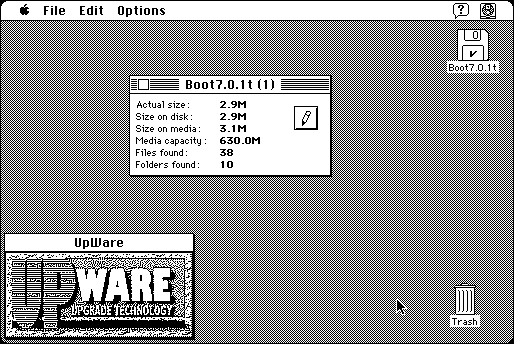 File Edit Options
Boot7.0.1t
Boot7.0.1t (1)
Actual size: 2.9M
Size on disk: 2.9M
Size on media: 3.1M
Media capacity: 630.0M
Files found: 38
Folders found: 10
UpWare
UPWARE
UPGRADE TECHNOLOGY
Trash